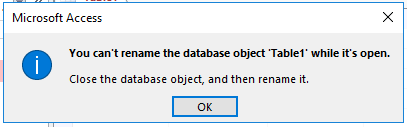 Microsoft Access
You can't rename the database object 'Table1' while it's open.
Close the database object, and then rename it.
OK